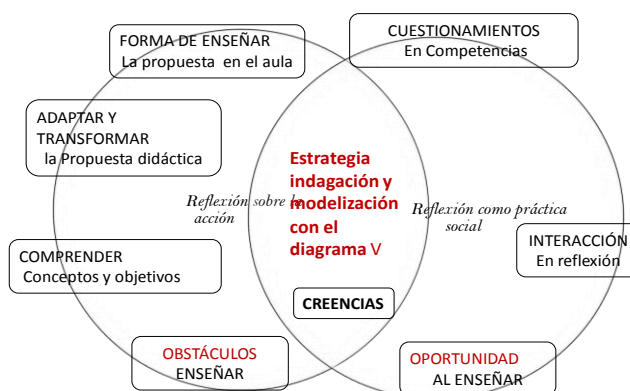 FORMA DE ENSEÑAR
La propuesta en el aula
CUESTIONAMIENTOS
En Competencias
ADAPTAR Y
TRANSFORMAR
la Propuesta didáctica
Estrategia
indagación y
modelización
con el
diagrama V
Reflexión sobre la
acción
Reflexión como práctica
social
COMPRENDER
Conceptos y objetivos
INTERACCIÓN
En reflexión
CREENCIAS
OBSTÁCULOS
ENSEÑAR
OPORTUNIDAD
AL ENSEÑAR